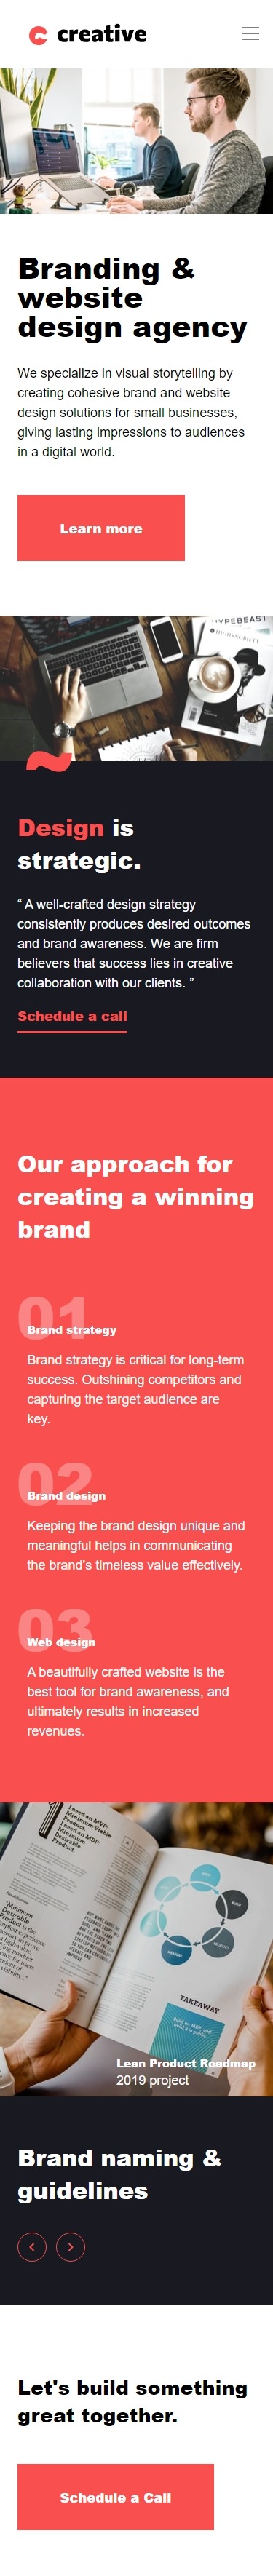 creative
Branding &
website
design agency
We specialize in visual storytelling by
creating cohesive brand and website
design solutions for small businesses,
giving lasting impressions to audiences
in a digital world.
Learn more
HYPEBEAST
Design is
strategic.
“ A well-crafted design strategy
consistently produces desired outcomes
and brand awareness. We are firm
believers that success lies in creative
collaboration with our clients. ”
Schedule a call
Our approach for
creating a winning
brand
01
Brand strategy
Brand strategy is critical for long-term
success. Outshining competitors and
capturing the target audience are
key.
02
Brand design
Keeping the brand design unique and
meaningful helps in communicating
the brand’s timeless value effectively.
03
Web design
A beautifully crafted website is the
best tool for brand awareness, and
ultimately results in increased
revenues.
TAKEAWAY
Lean Product Roadmap
2019 project
Brand naming &
guidelines
Let's build something
great together.
Schedule a Call